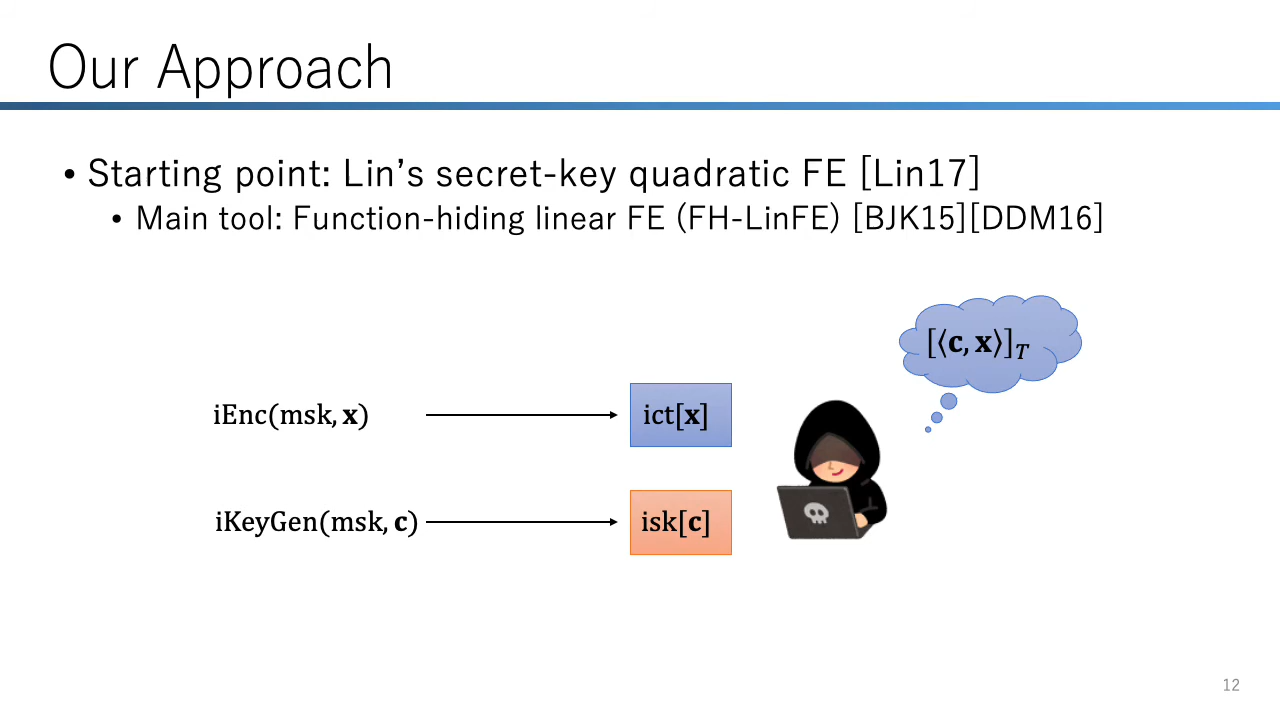 Our Approach
• Starting point: Lin’s secret-key quadratic FE [Lin17]
• Main tool: Function-hiding linear FE (FH-LinFE) [BJK15][DDM16]
[⟨c, x⟩]_T
iEnc(msk, x)
ict[x]
iKeyGen(msk, c)
isk[c]
12